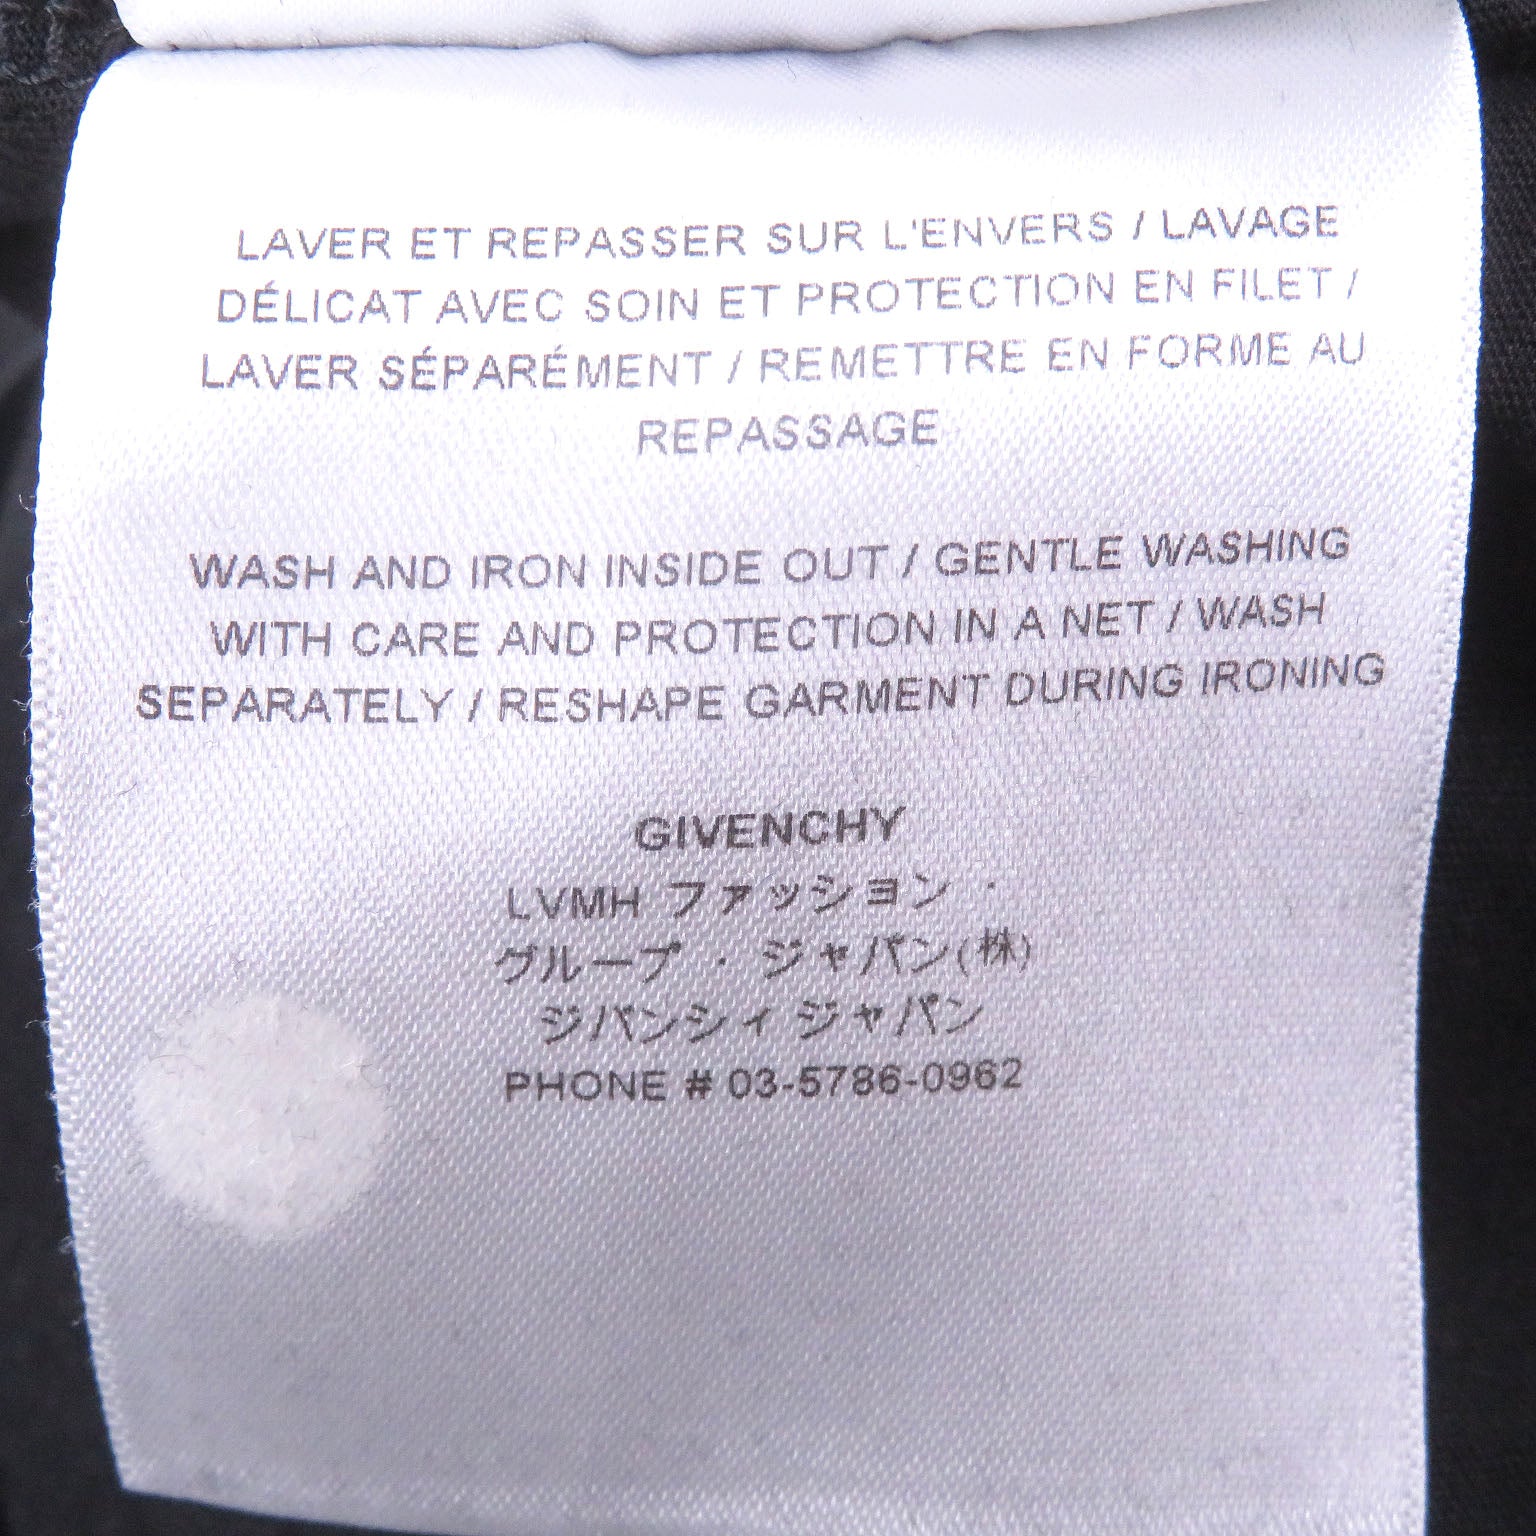 LAVER ET REPASSER SUR L'ENVERS / LAVAGE
DÉLICAT AVEC SOIN ET PROTECTION EN FILET /
LAVER SÉPARÉMENT / REMETTRE EN FORME AU
REPASSAGE
WASH AND IRON INSIDE OUT / GENTLE WASHING
WITH CARE AND PROTECTION IN A NET / WASH
SEPARATELY / RESHAPE GARMENT DURING IRONING
GIVENCHY
LVMH ファッション ·
グループ · ジャパン(株)
ジバンシィ ジャパン
PHONE # 03-5786-0962